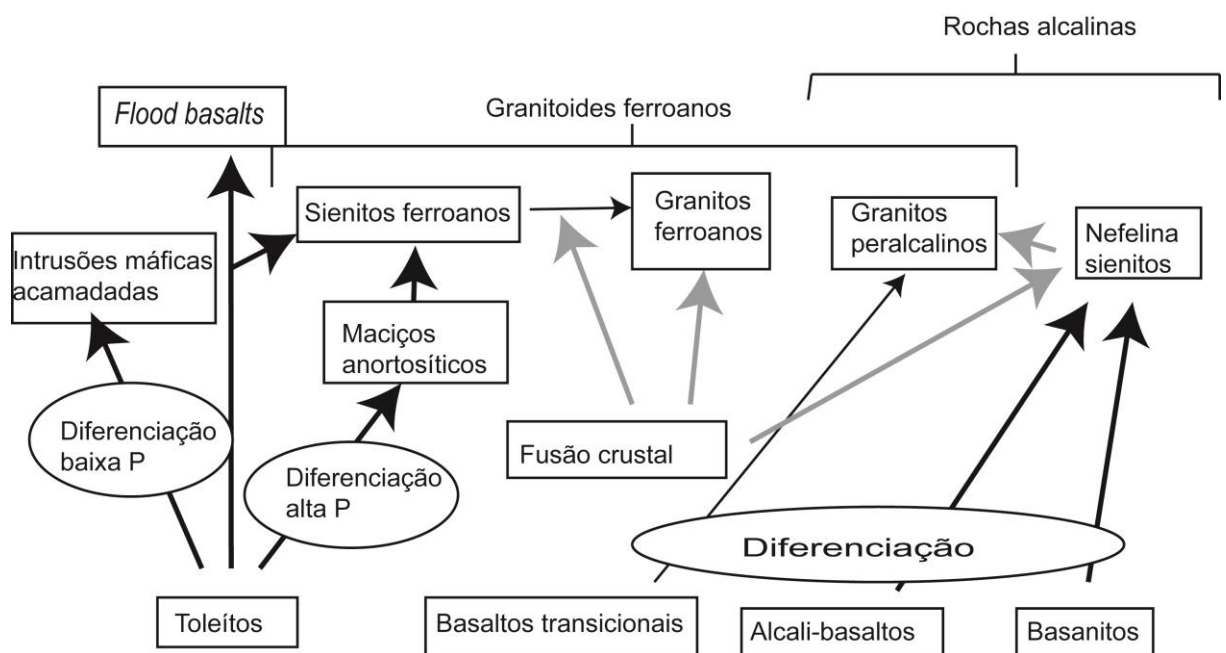 Rochas alcalinas
Flood basalts
Granitoides ferroanos
Sienitos ferroanos
Granitos
ferroanos
Granitos
peralcalinos
Nefelina
sienitos
Intrusões máficas
acamadadas
Maciços
anortosíticos
Diferenciação
baixa P
Diferenciação
alta P
Fusão crustal
Diferenciação
Toleítos
Basaltos transicionais
Alcali-basaltos
Basanitos